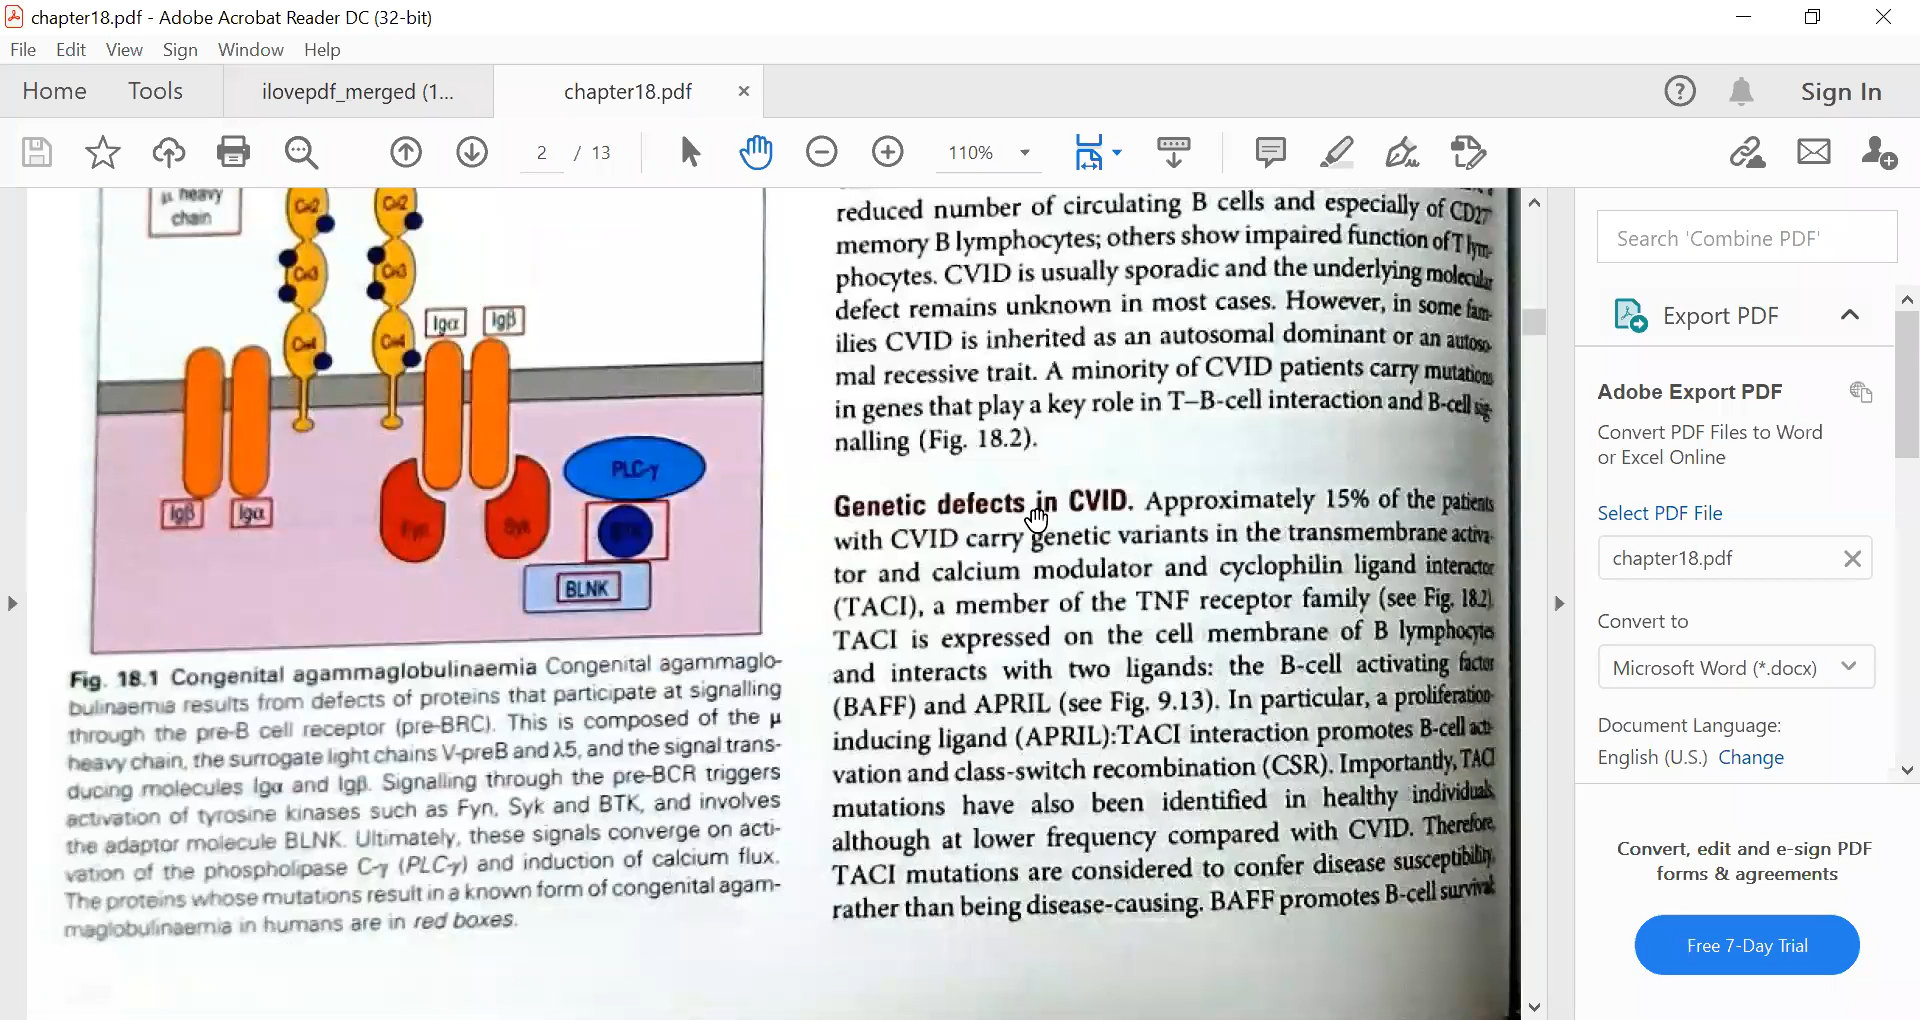 chapter18.pdf - Adobe Acrobat Reader DC (32-bit)
File Edit View Sign Window Help
Home Tools ilovepdf_merged (1... chapter18.pdf
Sign In
2 / 13
110%
μ heavy
chain
Cμ2 Cμ2
Cμ3 Cμ3
Cμ4 Cμ4
Igα Igβ
PLC-γ
Igβ Igα
Fyn Syk
BLNK
Fig. 18.1 Congenital agammaglobulinaemia Congenital agammaglo-
bulinaemia results from defects of proteins that participate at signalling
through the pre-B cell receptor (pre-BRC). This is composed of the μ
heavy chain, the surrogate light chains V-preB and λ5, and the signal trans-
ducing molecules Igα and Igβ. Signalling through the pre-BCR triggers
activation of tyrosine kinases such as Fyn, Syk and BTK, and involves
the adaptor molecule BLNK. Ultimately, these signals converge on acti-
vation of the phospholipase C-γ (PLC-γ) and induction of calcium flux.
The proteins whose mutations result in a known form of congenital agam-
maglobulinaemia in humans are in red boxes.
reduced number of circulating B cells and especially of CD27
memory B lymphocytes; others show impaired function of T lym-
phocytes. CVID is usually sporadic and the underlying molecular
defect remains unknown in most cases. However, in some fam-
ilies CVID is inherited as an autosomal dominant or an autoso-
mal recessive trait. A minority of CVID patients carry mutations
in genes that play a key role in T–B-cell interaction and B-cell sig-
nalling (Fig. 18.2).
Genetic defects in CVID. Approximately 15% of the patients
with CVID carry genetic variants in the transmembrane activa-
tor and calcium modulator and cyclophilin ligand interactor
(TACI), a member of the TNF receptor family (see Fig. 18.2).
TACI is expressed on the cell membrane of B lymphocytes
and interacts with two ligands: the B-cell activating factor
(BAFF) and APRIL (see Fig. 9.13). In particular, a proliferation-
inducing ligand (APRIL):TACI interaction promotes B-cell acti-
vation and class-switch recombination (CSR). Importantly, TACI
mutations have also been identified in healthy individuals,
although at lower frequency compared with CVID. Therefore,
TACI mutations are considered to confer disease susceptibility,
rather than being disease-causing. BAFF promotes B-cell survival
Search 'Combine PDF'
Export PDF
Adobe Export PDF
Convert PDF Files to Word
or Excel Online
Select PDF File
chapter18.pdf
Convert to
Microsoft Word (*.docx)
Document Language:
English (U.S.) Change
Convert, edit and e-sign PDF
forms & agreements
Free 7-Day Trial